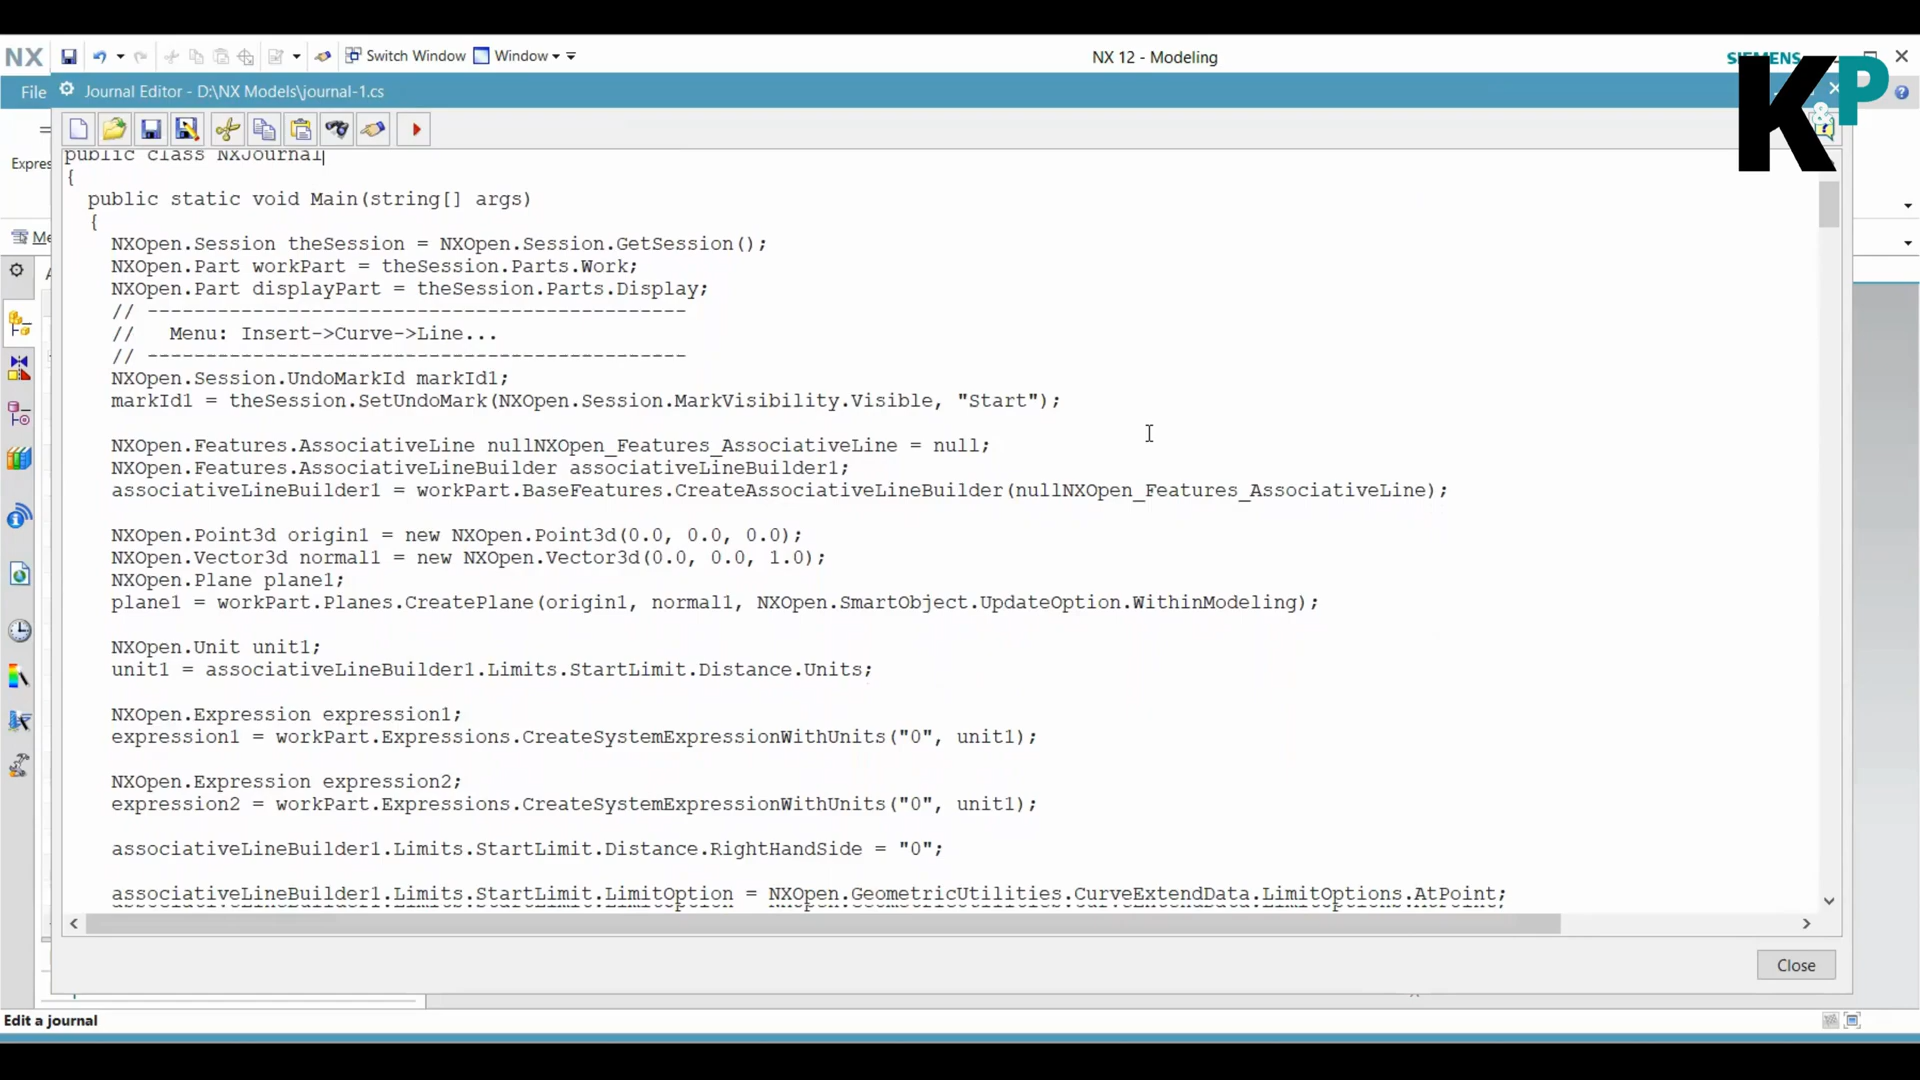 NX
Switch Window
Window
NX 12 - Modeling
SIEMENS
K&P
File
Journal Editor - D:\NX Models\journal-1.cs
Expres
Me
public class NXJournal
{
public static void Main(string[] args)
{
NXOpen.Session theSession = NXOpen.Session.GetSession();
NXOpen.Part workPart = theSession.Parts.Work;
NXOpen.Part displayPart = theSession.Parts.Display;
// ----------------------------------------------
//   Menu: Insert->Curve->Line...
// ----------------------------------------------
NXOpen.Session.UndoMarkId markId1;
markId1 = theSession.SetUndoMark(NXOpen.Session.MarkVisibility.Visible, "Start");
NXOpen.Features.AssociativeLine nullNXOpen_Features_AssociativeLine = null;
NXOpen.Features.AssociativeLineBuilder associativeLineBuilder1;
associativeLineBuilder1 = workPart.BaseFeatures.CreateAssociativeLineBuilder(nullNXOpen_Features_AssociativeLine);
NXOpen.Point3d origin1 = new NXOpen.Point3d(0.0, 0.0, 0.0);
NXOpen.Vector3d normal1 = new NXOpen.Vector3d(0.0, 0.0, 1.0);
NXOpen.Plane plane1;
plane1 = workPart.Planes.CreatePlane(origin1, normal1, NXOpen.SmartObject.UpdateOption.WithinModeling);
NXOpen.Unit unit1;
unit1 = associativeLineBuilder1.Limits.StartLimit.Distance.Units;
NXOpen.Expression expression1;
expression1 = workPart.Expressions.CreateSystemExpressionWithUnits("0", unit1);
NXOpen.Expression expression2;
expression2 = workPart.Expressions.CreateSystemExpressionWithUnits("0", unit1);
associativeLineBuilder1.Limits.StartLimit.Distance.RightHandSide = "0";
associativeLineBuilder1.Limits.StartLimit.LimitOption = NXOpen.GeometricUtilities.CurveExtendData.LimitOptions.AtPoint;
Close
Edit a journal